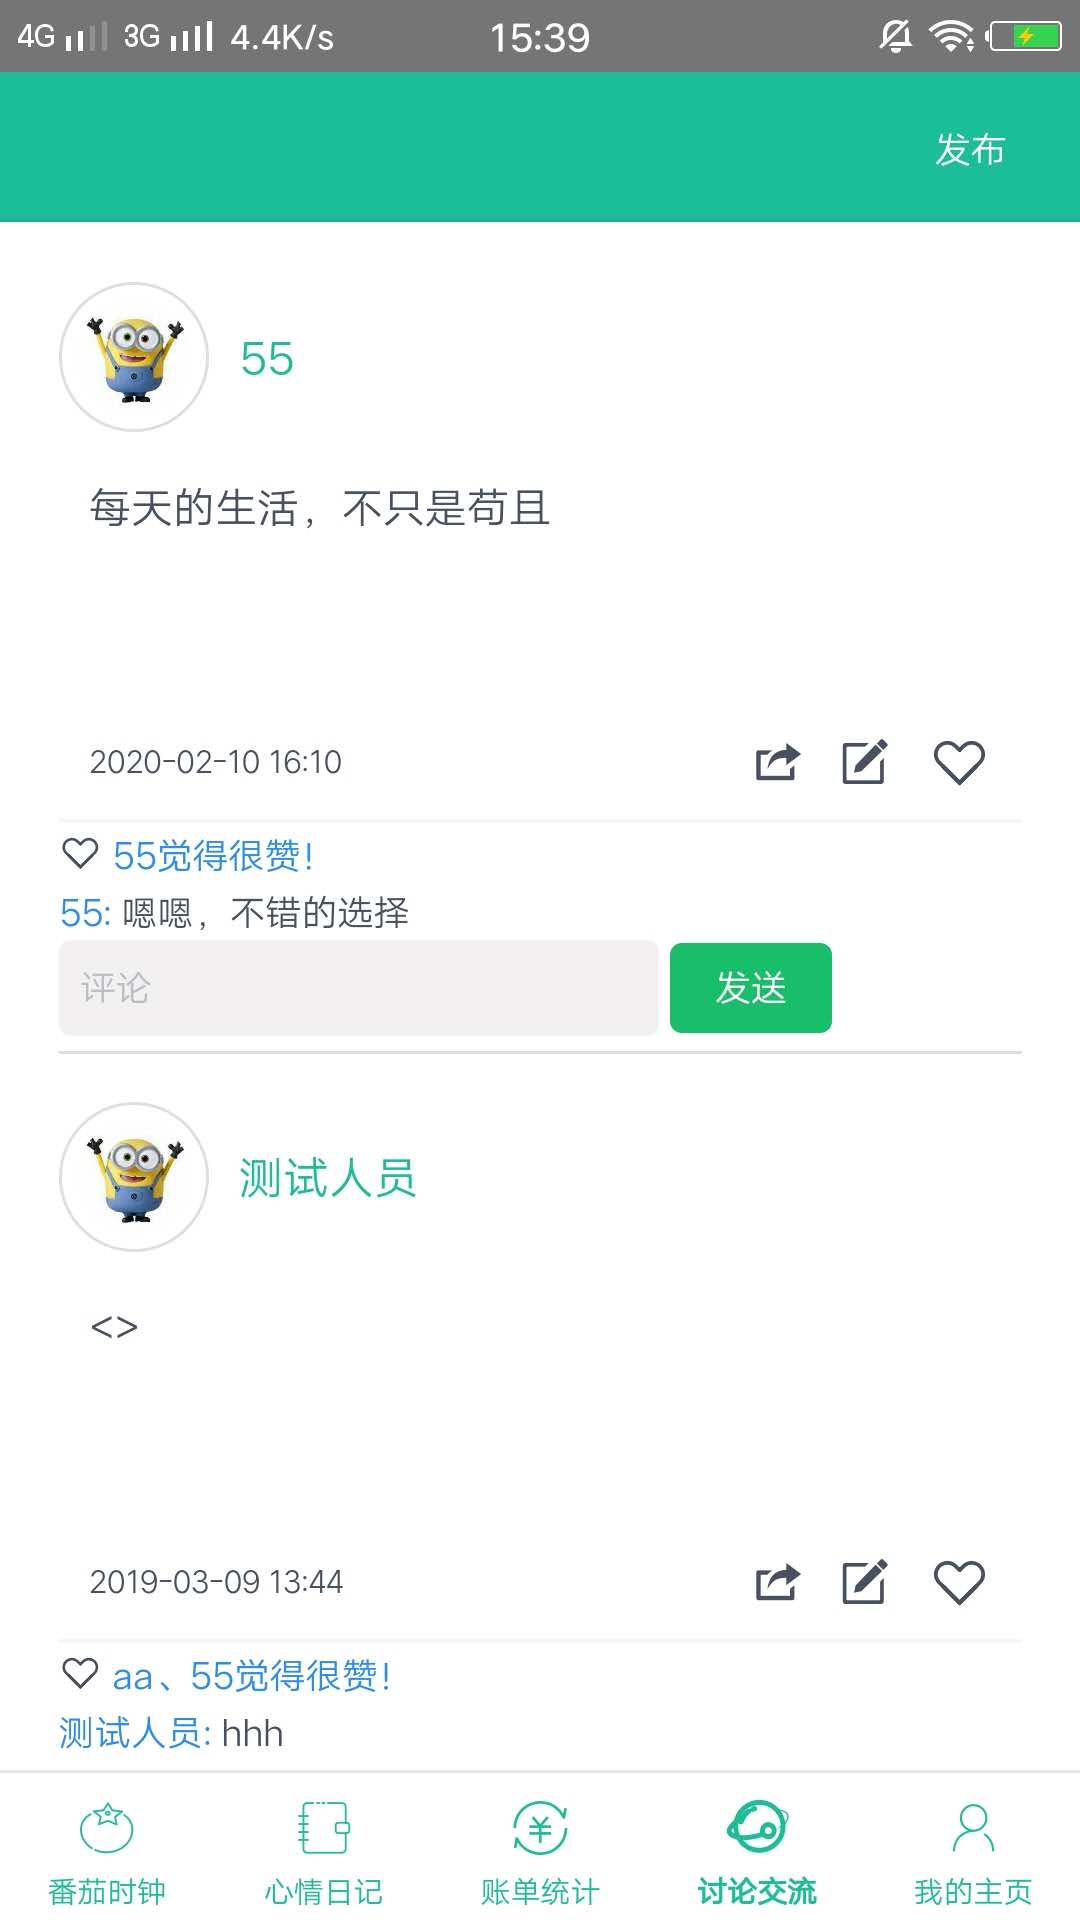 4G 3G 4.4K/s 15:39
发布
55
每天的生活，不只是苟且
2020-02-10 16:10
55觉得很赞！
55: 嗯嗯，不错的选择
评论 发送
测试人员
<>
2019-03-09 13:44
aa、55觉得很赞！
测试人员: hhh
番茄时钟 心情日记 账单统计 讨论交流 我的主页